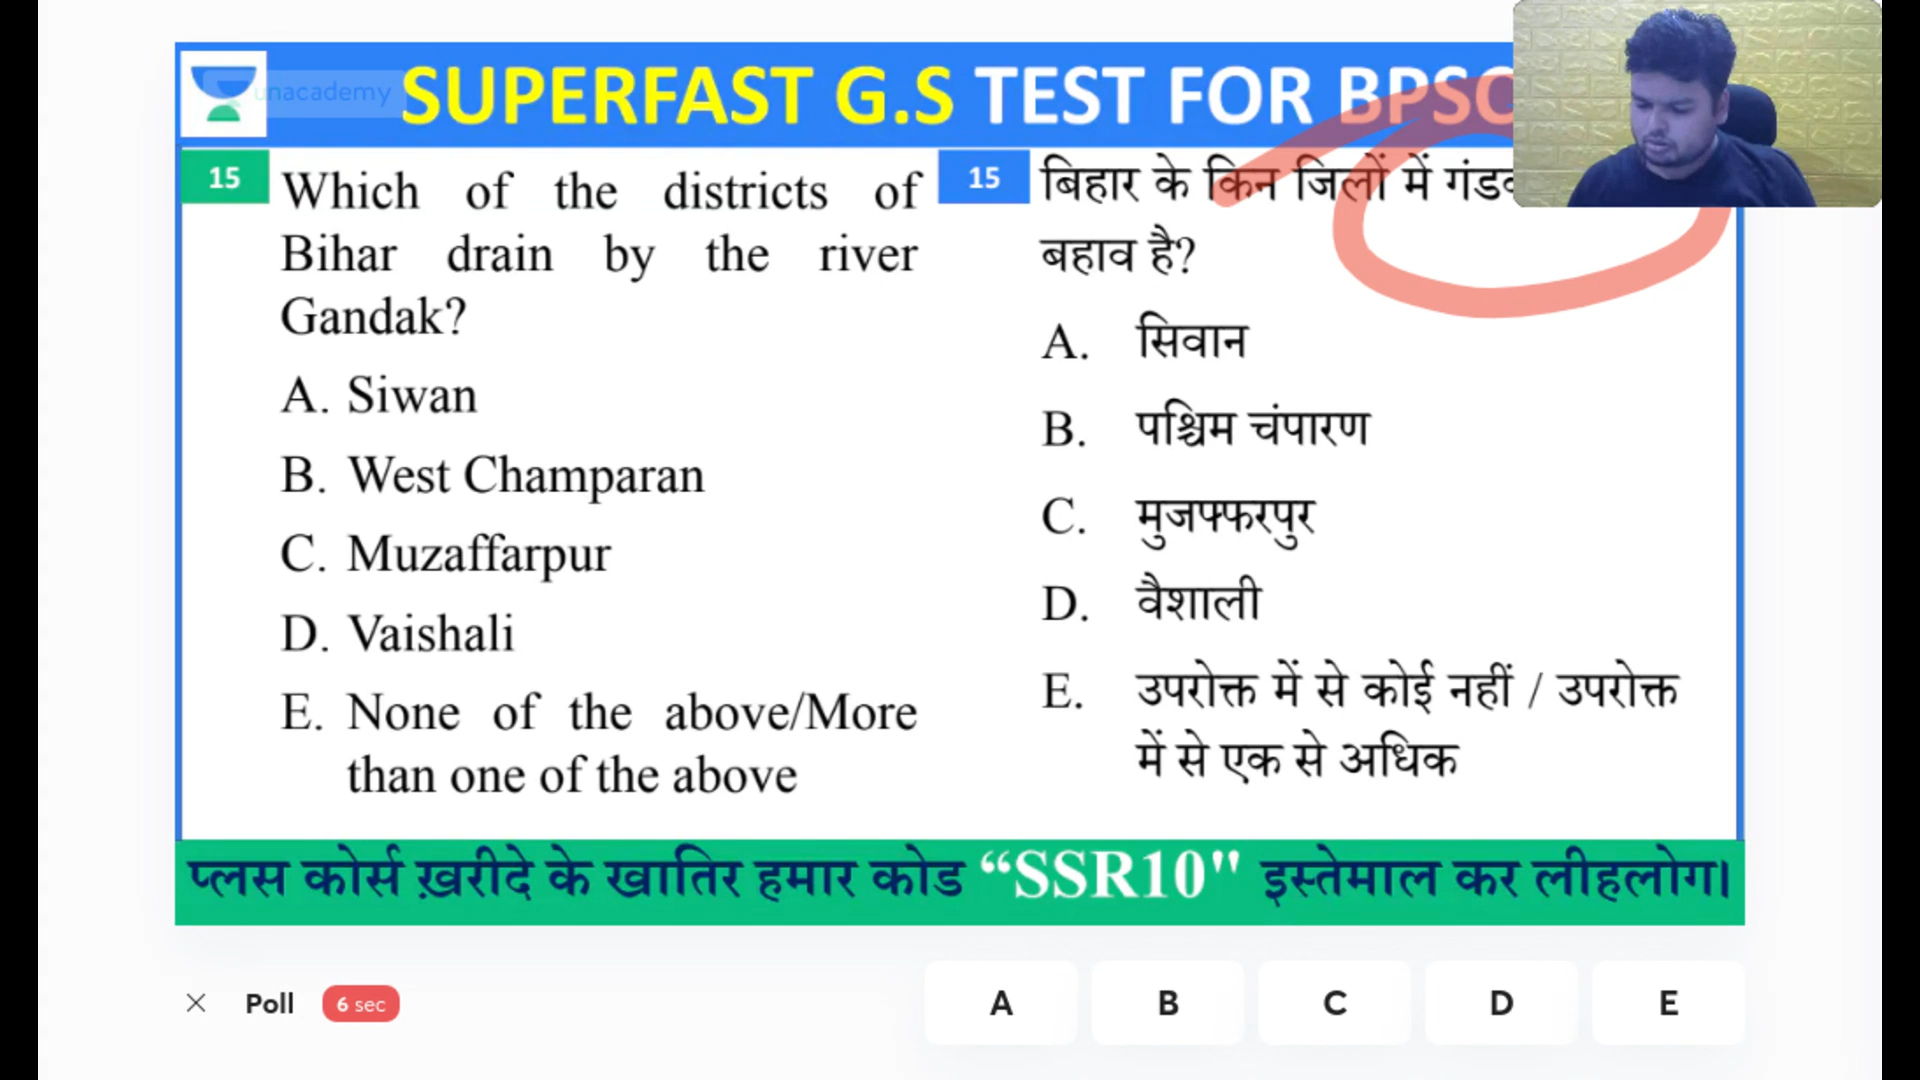 unacademy
SUPERFAST G.S TEST FOR BPSC
15
Which of the districts of
Bihar drain by the river
Gandak?
A. Siwan
B. West Champaran
C. Muzaffarpur
D. Vaishali
E. None of the above/More
than one of the above
15
बिहार के किन जिलों में
बहाव है?
A. सिवान
B. पश्चिम चंपारण
C. मुजफ्फरपुर
D. वैशाली
E. उपरोक्त में से कोई नहीं / उपरोक्त
में से एक से अधिक
प्लस कोर्स ख़रीदे के खातिर हमार कोड “SSR10" इस्तेमाल कर लीहलोग।
Poll
6 sec
A B C D E